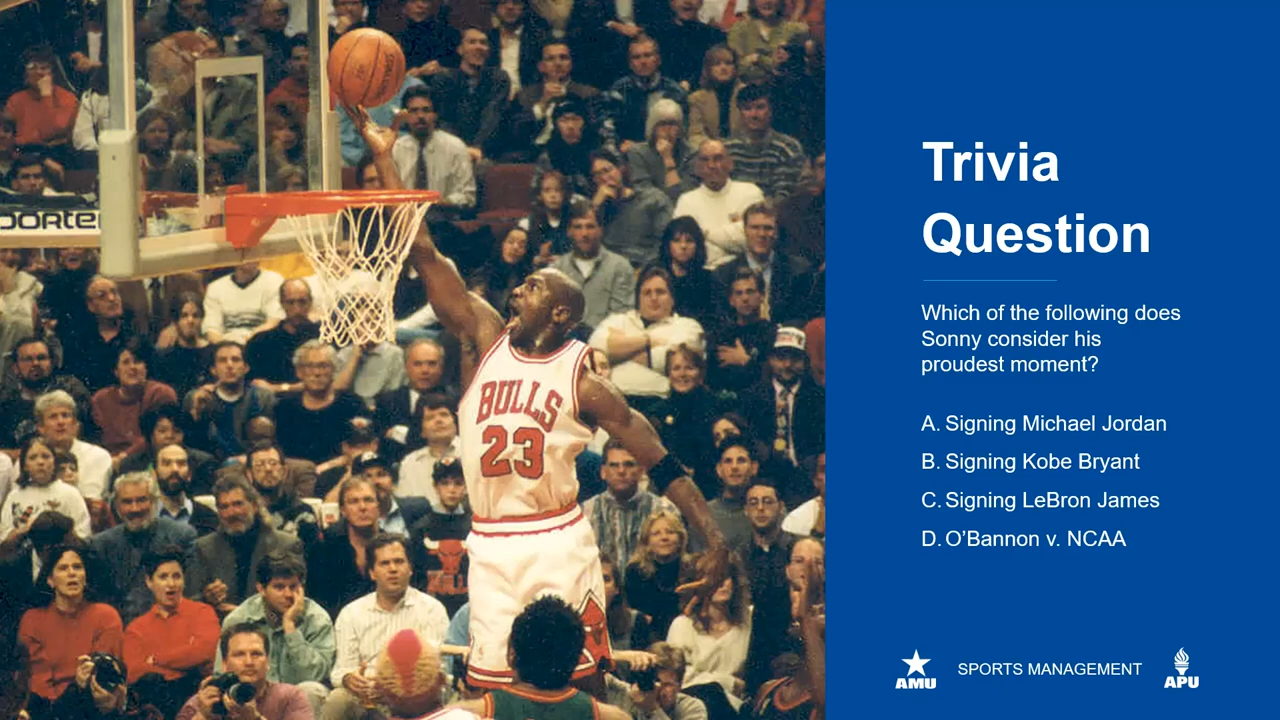 PORTE
BULLS
23
Trivia
Question
Which of the following does
Sonny consider his
proudest moment?
A. Signing Michael Jordan
B. Signing Kobe Bryant
C. Signing LeBron James
D. O’Bannon v. NCAA
AMU
SPORTS MANAGEMENT
APU